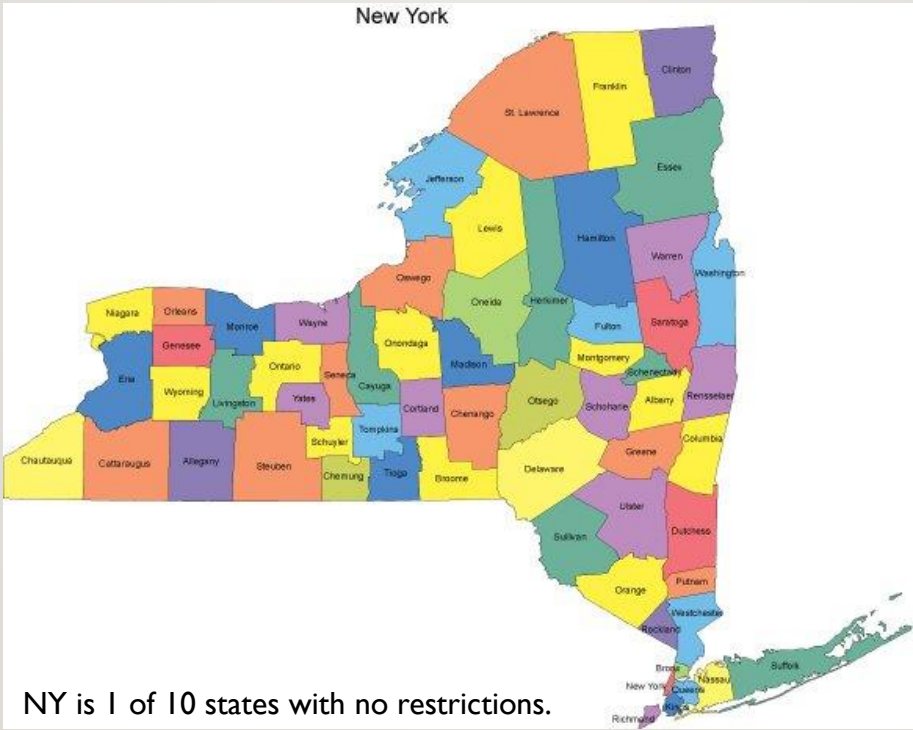 New York
Clinton
Franklin
St. Lawrence
Essex
Jefferson
Lewis
Hamilton
Warren
Washington
Oswego
Oneida
Herkimer
Niagara
Orleans
Monroe
Wayne
Fulton
Saratoga
Genesee
Onondaga
Madison
Montgomery
Ontario
Seneca
Cayuga
Schenectady
Erie
Wyoming
Livingston
Yates
Cortland
Chenango
Otsego
Schoharie
Albany
Rensselaer
Tompkins
Schuyler
Columbia
Greene
Chautauqua
Cattaraugus
Allegany
Steuben
Chemung
Tioga
Broome
Delaware
Ulster
Dutchess
Sullivan
Putnam
Orange
Westchester
Rockland
Bronx
Suffolk
Nassau
New York
Queens
Kings
Richmond
NY is 1 of 10 states with no restrictions.